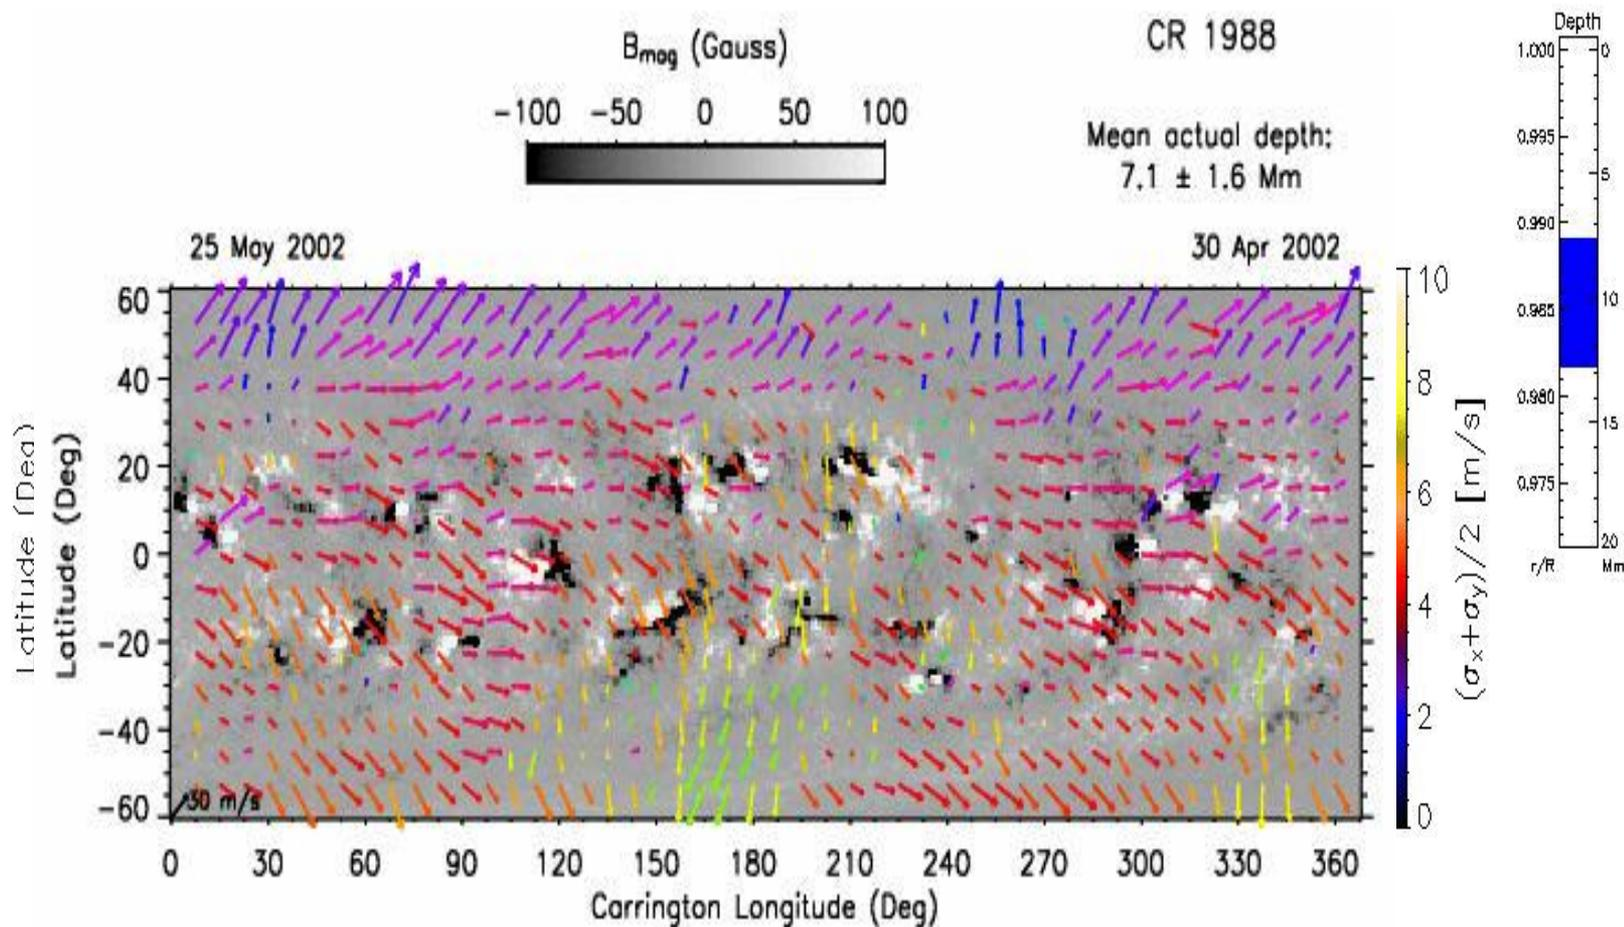 B_mag (Gauss)
-100 -50 0 50 100
CR 1988
Mean actual depth:
7.1 ± 1.6 Mm
25 May 2002
30 Apr 2002
Latitude (Deg)
Latitude (Deg)
60
40
20
0
-20
-40
-60
30 m/s
0 30 60 90 120 150 180 210 240 270 300 330 360
Carrington Longitude (Deg)
10
8
6
4
2
0
(σx+σy)/2 [m/s]
Depth
1.000 0
0.995
5
0.990
0.985 10
0.980
15
0.975
20
r/R Mm